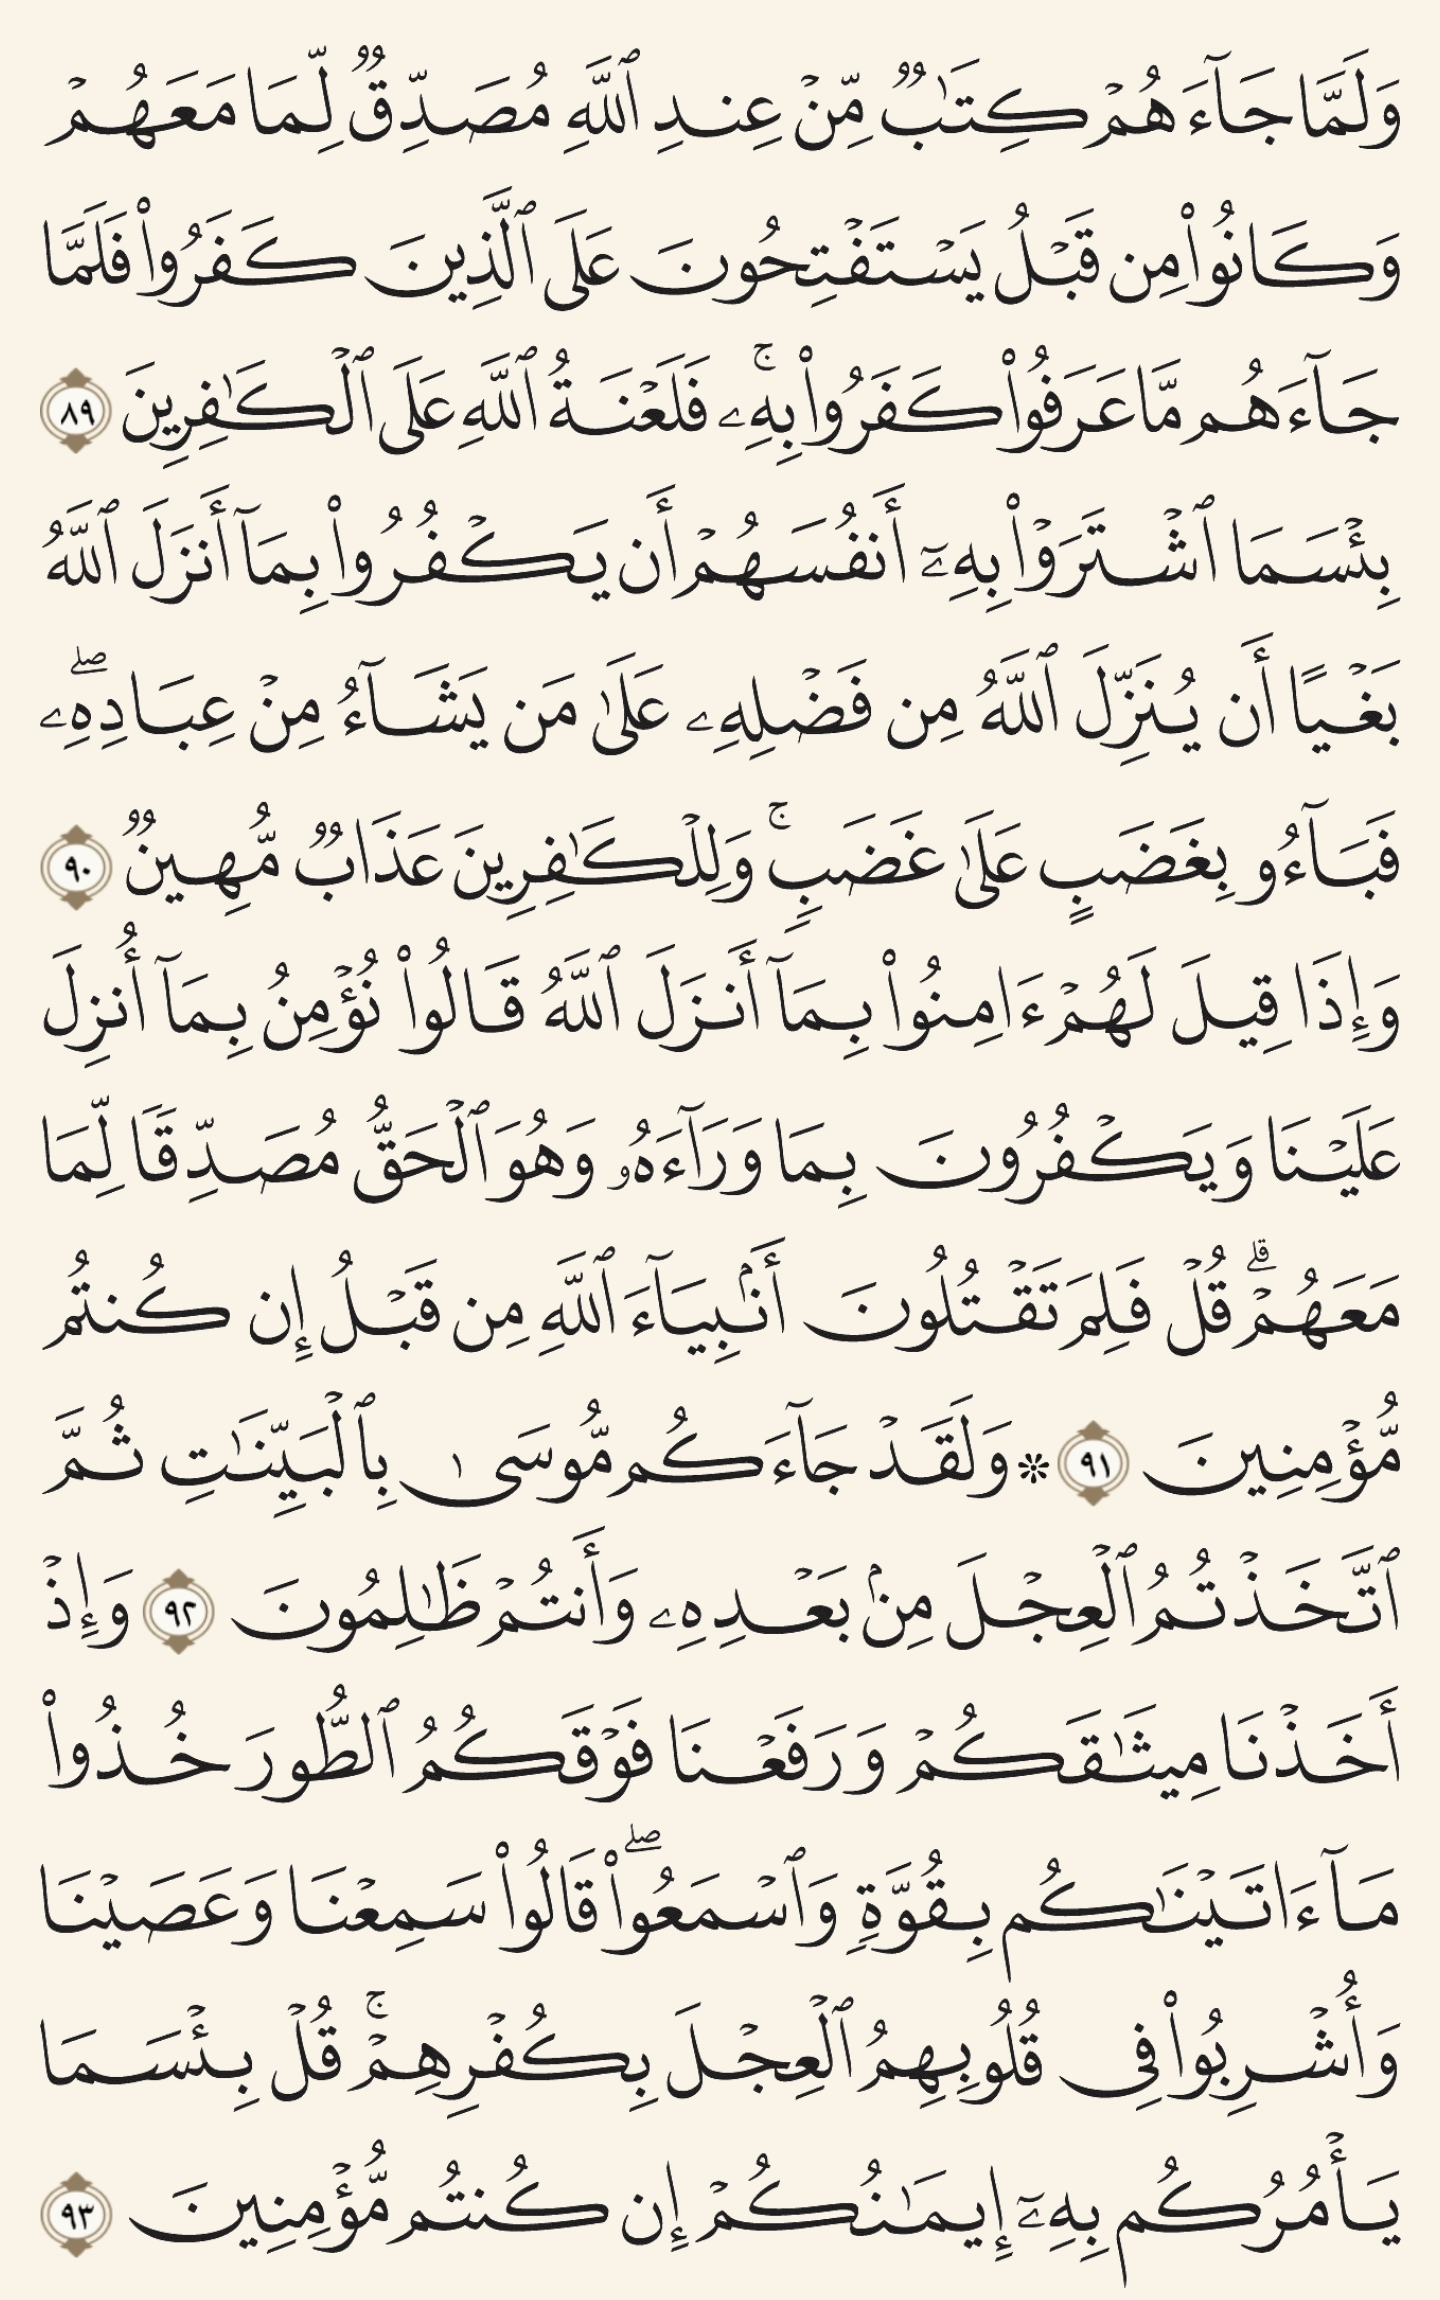 وَلَمَّا جَآءَهُمْ كِتَٰبٌ مِّنْ عِندِ ٱللَّهِ مُصَدِّقٌ لِّمَا مَعَهُمْ
وَكَانُوا۟ مِن قَبْلُ يَسْتَفْتِحُونَ عَلَى ٱلَّذِينَ كَفَرُوا۟ فَلَمَّا
جَآءَهُم مَّا عَرَفُوا۟ كَفَرُوا۟ بِهِۦ ۚ فَلَعْنَةُ ٱللَّهِ عَلَى ٱلْكَٰفِرِينَ ٨٩
بِئْسَمَا ٱشْتَرَوْا۟ بِهِۦٓ أَنفُسَهُمْ أَن يَكْفُرُوا۟ بِمَآ أَنزَلَ ٱللَّهُ
بَغْيًا أَن يُنَزِّلَ ٱللَّهُ مِن فَضْلِهِۦ عَلَىٰ مَن يَشَآءُ مِنْ عِبَادِهِۦ ۖ
فَبَآءُو بِغَضَبٍ عَلَىٰ غَضَبٍ ۚ وَلِلْكَٰفِرِينَ عَذَابٌ مُّهِينٌ ٩٠
وَإِذَا قِيلَ لَهُمْ ءَامِنُوا۟ بِمَآ أَنزَلَ ٱللَّهُ قَالُوا۟ نُؤْمِنُ بِمَآ أُنزِلَ
عَلَيْنَا وَيَكْفُرُونَ بِمَا وَرَآءَهُۥ وَهُوَ ٱلْحَقُّ مُصَدِّقًا لِّمَا
مَعَهُمْ ۗ قُلْ فَلِمَ تَقْتُلُونَ أَنۢبِيَآءَ ٱللَّهِ مِن قَبْلُ إِن كُنتُم
مُّؤْمِنِينَ ٩١ ۞ وَلَقَدْ جَآءَكُم مُّوسَىٰ بِٱلْبَيِّنَٰتِ ثُمَّ
ٱتَّخَذْتُمُ ٱلْعِجْلَ مِنۢ بَعْدِهِۦ وَأَنتُمْ ظَٰلِمُونَ ٩٢ وَإِذْ
أَخَذْنَا مِيثَٰقَكُمْ وَرَفَعْنَا فَوْقَكُمُ ٱلطُّورَ خُذُوا۟
مَآ ءَاتَيْنَٰكُم بِقُوَّةٍ وَٱسْمَعُوا۟ ۖ قَالُوا۟ سَمِعْنَا وَعَصَيْنَا
وَأُشْرِبُوا۟ فِى قُلُوبِهِمُ ٱلْعِجْلَ بِكُفْرِهِمْ ۚ قُلْ بِئْسَمَا
يَأْمُرُكُم بِهِۦٓ إِيمَٰنُكُمْ إِن كُنتُم مُّؤْمِنِينَ ٩٣